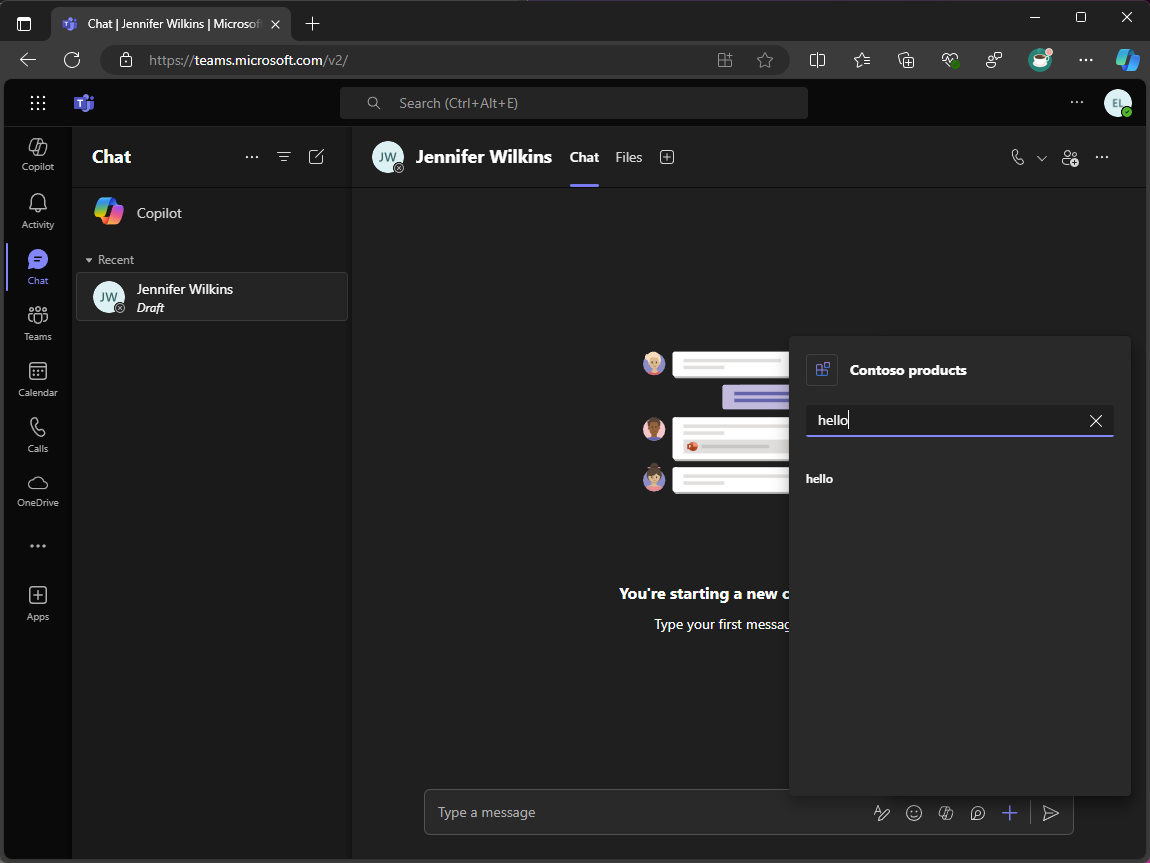 Chat | Jennifer Wilkins | Microsof
https://teams.microsoft.com/v2/
Search (Ctrl+Alt+E)
EL
Copilot
Activity
Chat
Teams
Calendar
Calls
OneDrive
Apps
Chat
Copilot
Recent
JW
Jennifer Wilkins
Draft
JW
Jennifer Wilkins
Chat
Files
You're starting a new c
Type your first messag
Contoso products
hello
hello
Type a message